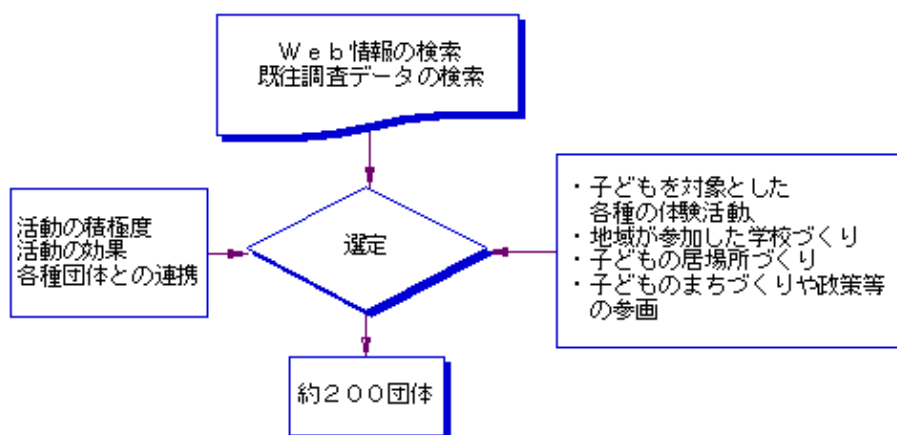 Ｗｅｂ情報の検索
既往調査データの検索
活動の積極度
活動の効果
各種団体との連携
選定
・子どもを対象とした
各種の体験活動、
・地域が参加した学校づくり
・子どもの居場所づくり
・子どものまちづくりや政策等
の参画
約２００団体